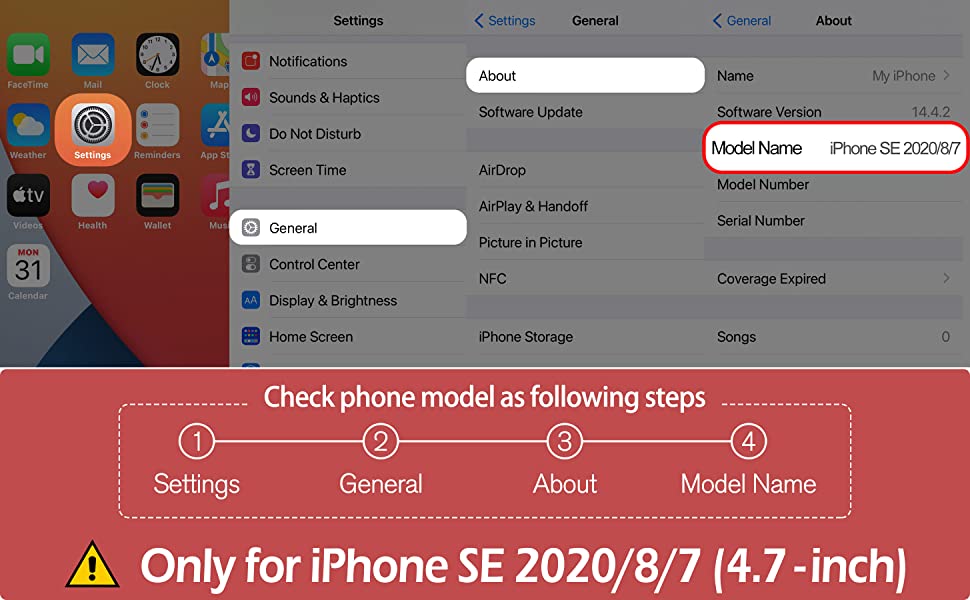 FaceTime
Mail
Clock
Map
Weather
Settings
Reminders
App St
tv
Videos
Health
Wallet
Mus
MON
31
Calendar
Settings
Notifications
Sounds & Haptics
Do Not Disturb
Screen Time
General
Control Center
AA Display & Brightness
Home Screen
Settings
General
About
Software Update
AirDrop
AirPlay & Handoff
Picture in Picture
NFC
iPhone Storage
General
About
Name My iPhone
Software Version 14.4.2
Model Name iPhone SE 2020/8/7
Model Number
Serial Number
Coverage Expired
Songs 0
Check phone model as following steps
1 2 3 4
Settings General About Model Name
! Only for iPhone SE 2020/8/7 (4.7-inch)